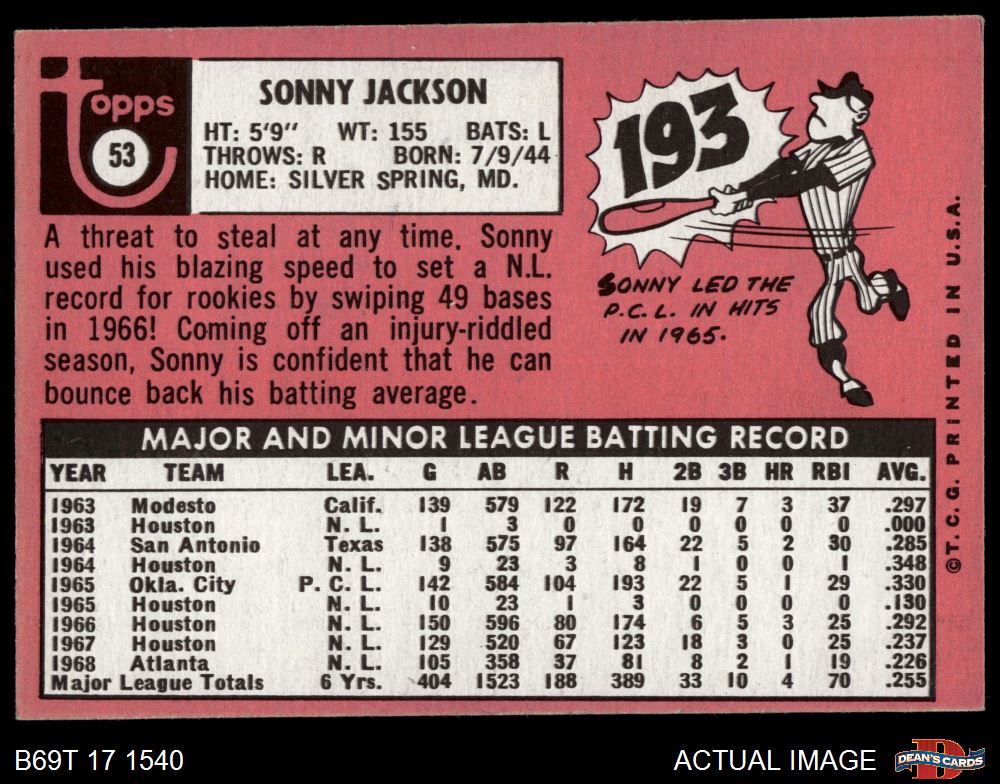 Topps
53
SONNY JACKSON
HT: 5'9" WT: 155 BATS: L
THROWS: R BORN: 7/9/44
HOME: SILVER SPRING, MD.
A threat to steal at any time. Sonny
used his blazing speed to set a N.L.
record for rookies by swiping 49 bases
in 1966! Coming off an injury-riddled
season, Sonny is confident that he can
bounce back his batting average.
193
SONNY LED THE
P.C.L. IN HITS
IN 1965.
©T. C. G. PRINTED IN U.S.A.
MAJOR AND MINOR LEAGUE BATTING RECORD
YEAR TEAM LEA. G AB R H 2B 3B HR RBI AVG.
1963 Modesto Calif. 139 579 122 172 19 7 3 37 .297
1963 Houston N. L. 1 3 0 0 0 0 0 0 .000
1964 San Antonio Texas 138 575 97 164 22 5 2 30 .285
1964 Houston N. L. 9 23 3 8 1 0 0 1 .348
1965 Okla. City P. C. L. 142 584 104 193 22 5 1 29 .330
1965 Houston N. L. 10 23 1 3 0 0 0 0 .130
1966 Houston N. L. 150 596 80 174 6 5 3 25 .292
1967 Houston N. L. 129 520 67 123 18 3 0 25 .237
1968 Atlanta N. L. 105 358 37 81 8 2 1 19 .226
Major League Totals 6 Yrs. 404 1523 188 389 33 10 4 70 .255
B69T 17 1540
ACTUAL IMAGE
D
DEAN'S CARDS